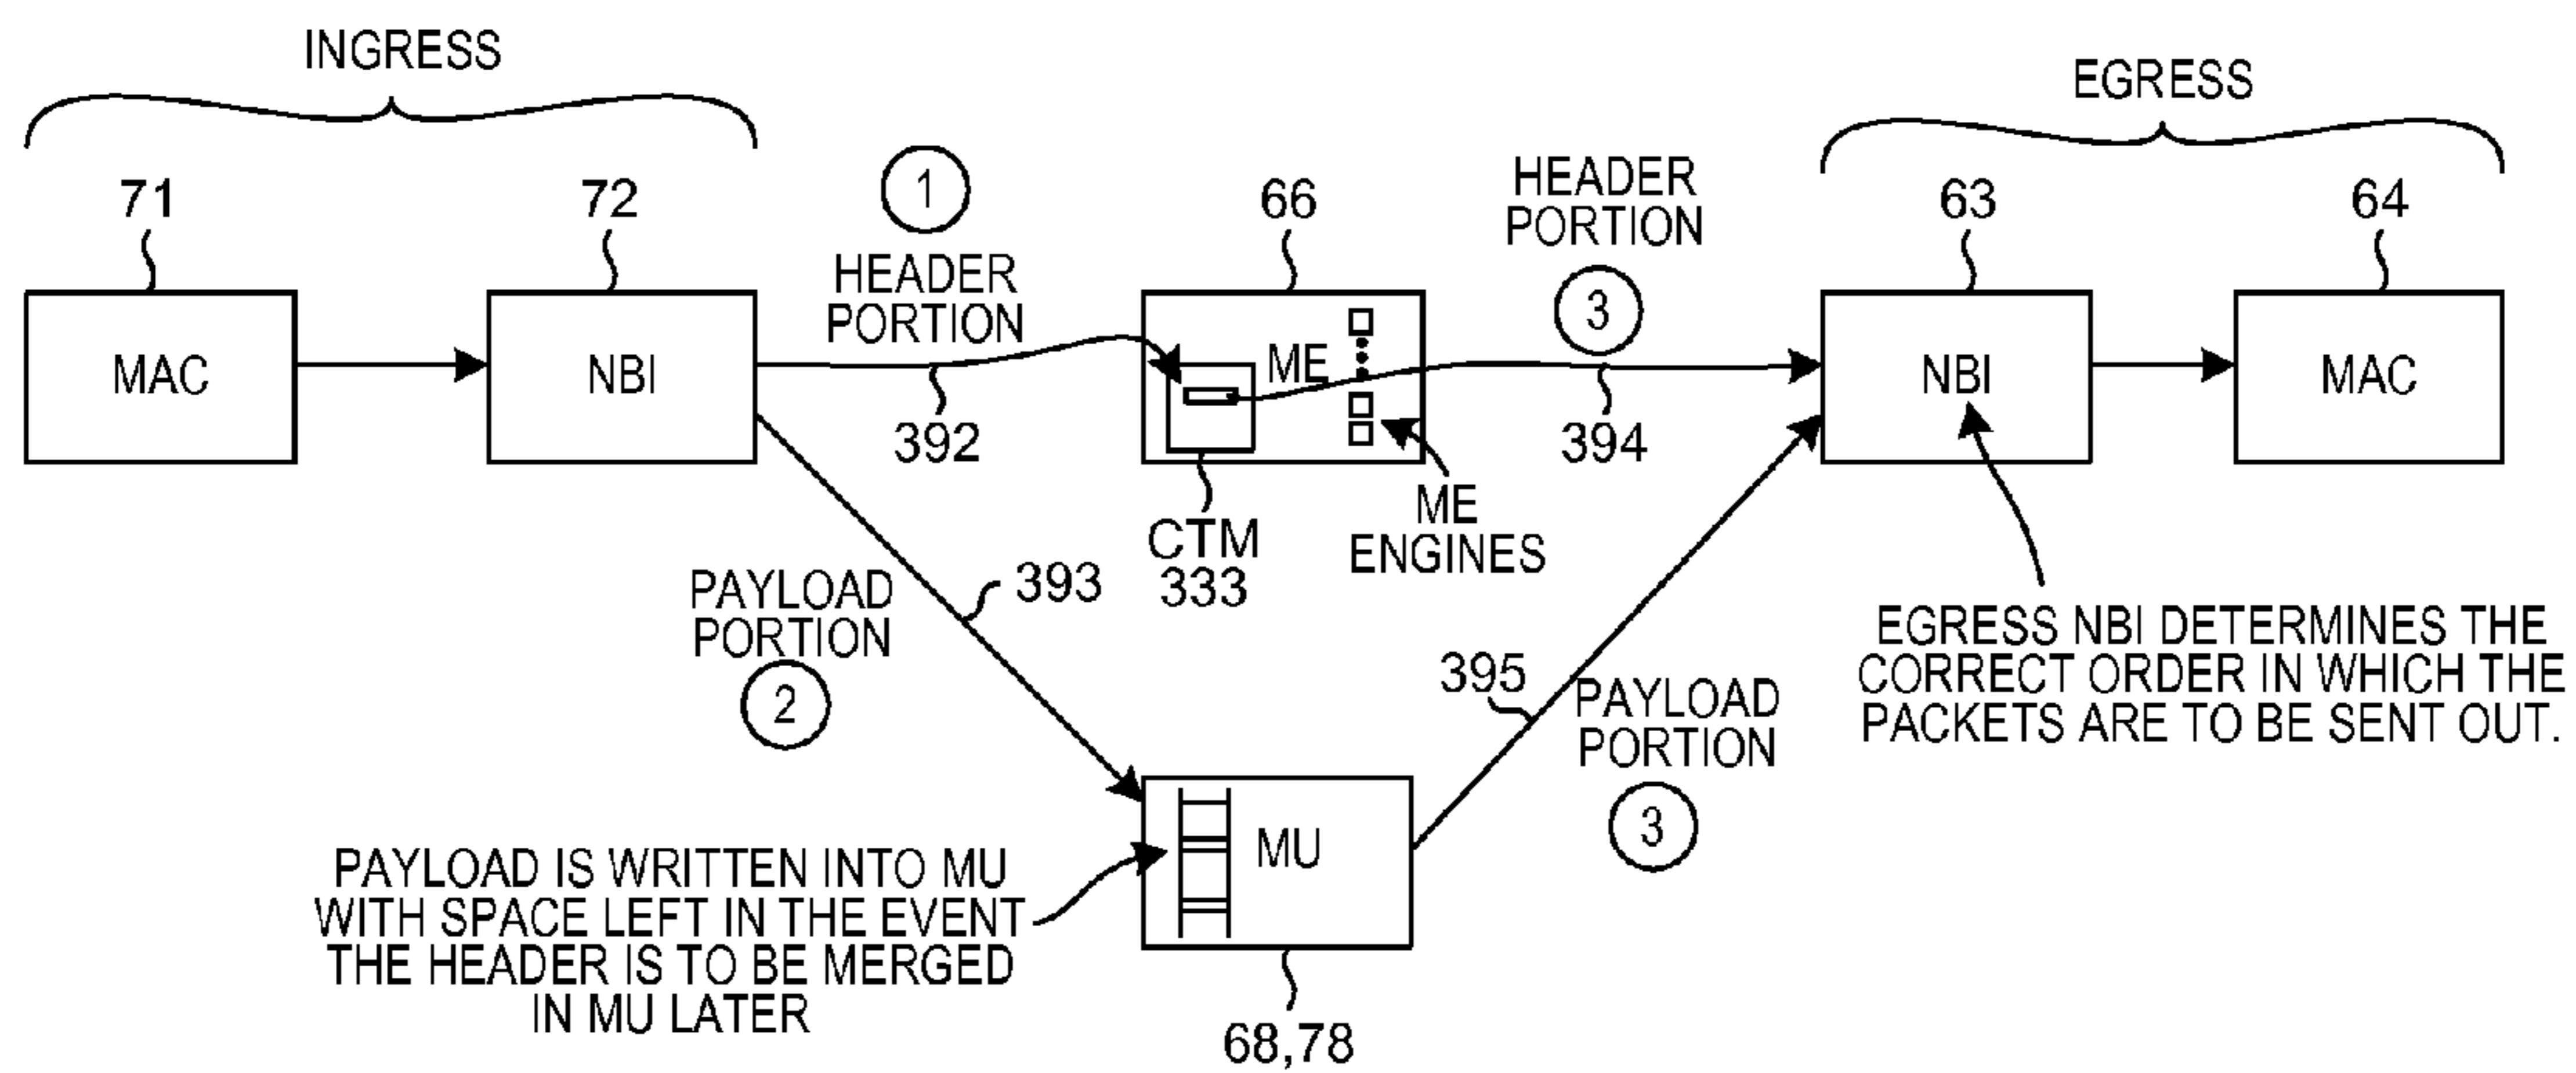 INGRESS
EGRESS
71
72
1
HEADER
PORTION
66
HEADER
PORTION
3
63
64
MAC
NBI
ME
NBI
MAC
392
394
CTM
333
ME
ENGINES
PAYLOAD
PORTION
2
393
395
PAYLOAD
PORTION
3
EGRESS NBI DETERMINES THE
CORRECT ORDER IN WHICH THE
PACKETS ARE TO BE SENT OUT.
PAYLOAD IS WRITTEN INTO MU
WITH SPACE LEFT IN THE EVENT
THE HEADER IS TO BE MERGED
IN MU LATER
MU
68,78